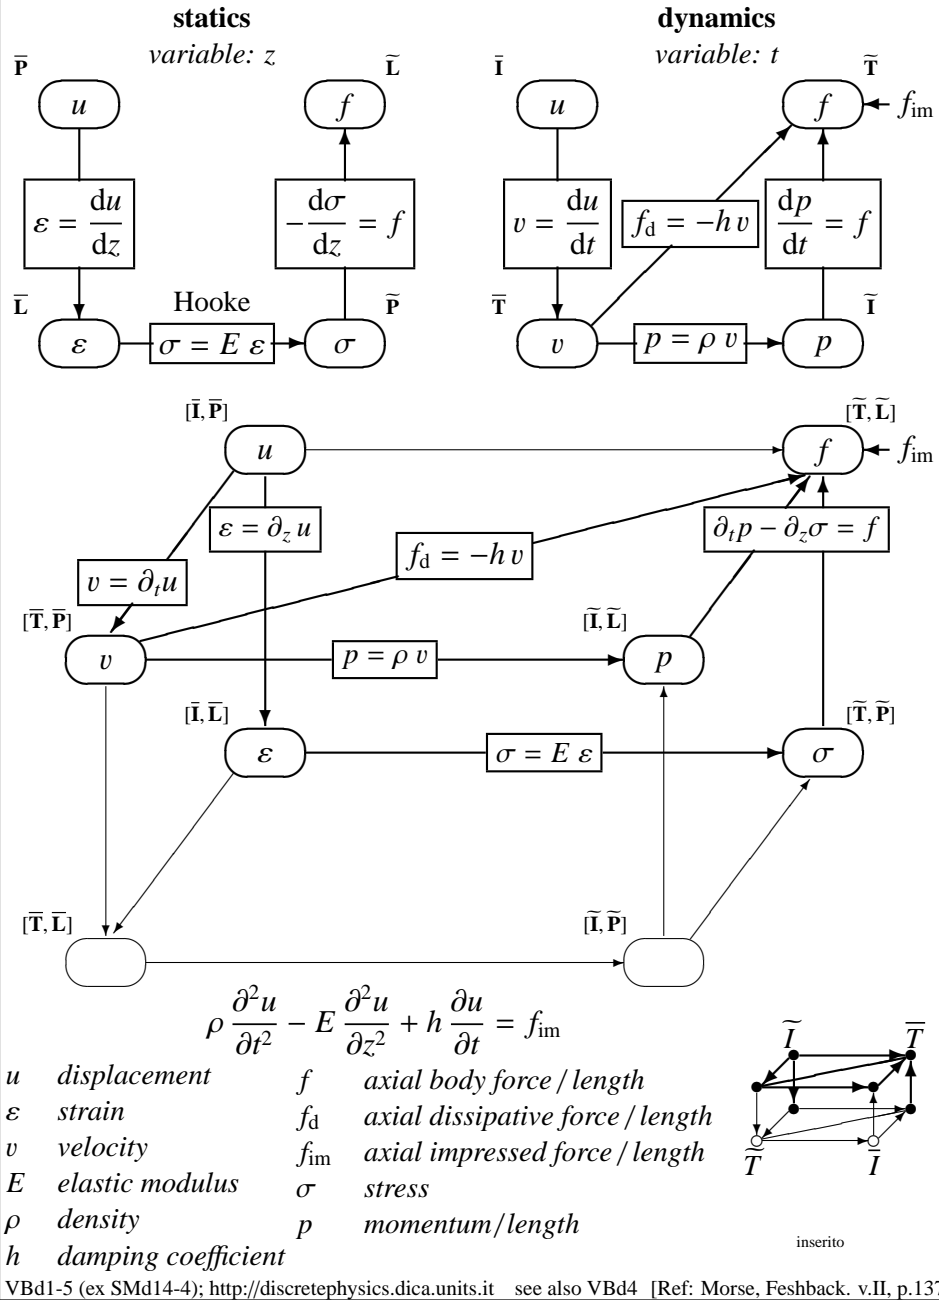 statics
variable: z
P̅
L̃
u
f
ε = du/dz
−dσ/dz = f
L̅
Hooke
P̃
ε
σ = E ε
σ
dynamics
variable: t
I̅
T̃
u
f
f_im
v = du/dt
f_d = −h v
dp/dt = f
T̅
Ĩ
v
p = ρ v
p
[I̅, P̅]
[T̃, L̃]
u
f
f_im
ε = ∂_z u
∂_t p − ∂_z σ = f
f_d = −h v
v = ∂_t u
[T̅, P̅]
[Ĩ, L̃]
v
p = ρ v
p
[I̅, L̅]
[T̃, P̃]
ε
σ = E ε
σ
[T̅, L̅]
[Ĩ, P̃]
ρ ∂²u/∂t² − E ∂²u/∂z² + h ∂u/∂t = f_im
u displacement
ε strain
v velocity
E elastic modulus
ρ density
h damping coefficient
f axial body force / length
f_d axial dissipative force / length
f_im axial impressed force / length
σ stress
p momentum/length
Ĩ
T̅
T̃
I̅
inserito
VBd1-5 (ex SMd14-4); http://discretephysics.dica.units.it see also VBd4 [Ref: Morse, Feshback. v.II, p.137